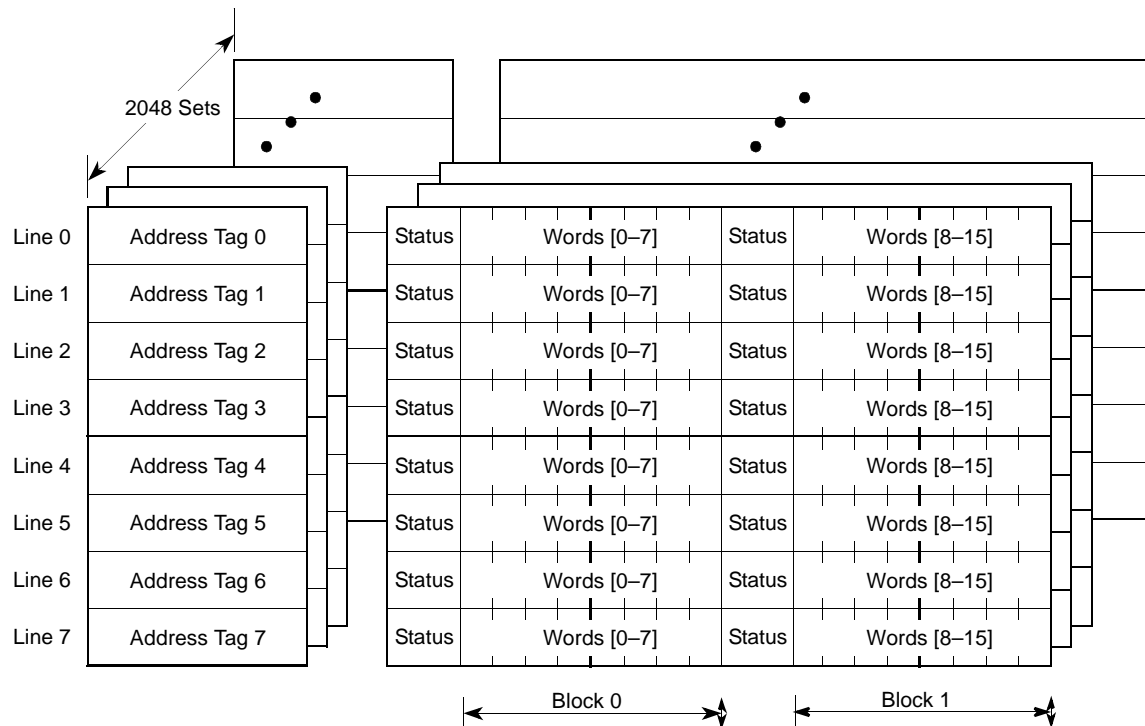 2048 Sets
Line 0 Address Tag 0 Status Words [0–7] Status Words [8–15]
Line 1 Address Tag 1 Status Words [0–7] Status Words [8–15]
Line 2 Address Tag 2 Status Words [0–7] Status Words [8–15]
Line 3 Address Tag 3 Status Words [0–7] Status Words [8–15]
Line 4 Address Tag 4 Status Words [0–7] Status Words [8–15]
Line 5 Address Tag 5 Status Words [0–7] Status Words [8–15]
Line 6 Address Tag 6 Status Words [0–7] Status Words [8–15]
Line 7 Address Tag 7 Status Words [0–7] Status Words [8–15]
Block 0 Block 1